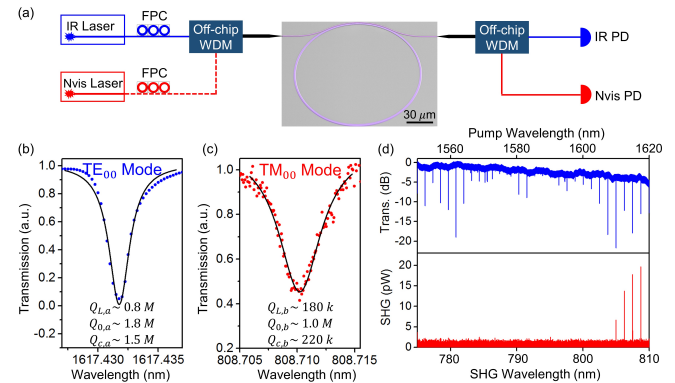 (a)
IR Laser
FPC
Off-chip
WDM
Nvis Laser
FPC
30 μm
Off-chip
WDM
IR PD
Nvis PD
(b)
TE00 Mode
Transmission (a.u.)
1.0
0.8
0.6
0.4
0.2
0.0
-0.2
QL,a~ 0.8 M
Q0,a~ 1.8 M
Qc,a~ 1.5 M
1617.430 1617.435
Wavelength (nm)
(c)
TM00 Mode
Transmission (a.u.)
1.0
0.8
0.6
0.4
0.2
QL,b~ 180 k
Q0,b~ 1.0 M
Qc,b~ 220 k
808.705 808.710 808.715
Wavelength (nm)
(d)
Pump Wavelength (nm)
1560 1580 1600 1620
Trans. (dB)
0
-5
-10
-15
-20
SHG (pW)
20
15
10
5
0
780 790 800 810
SHG Wavelength (nm)